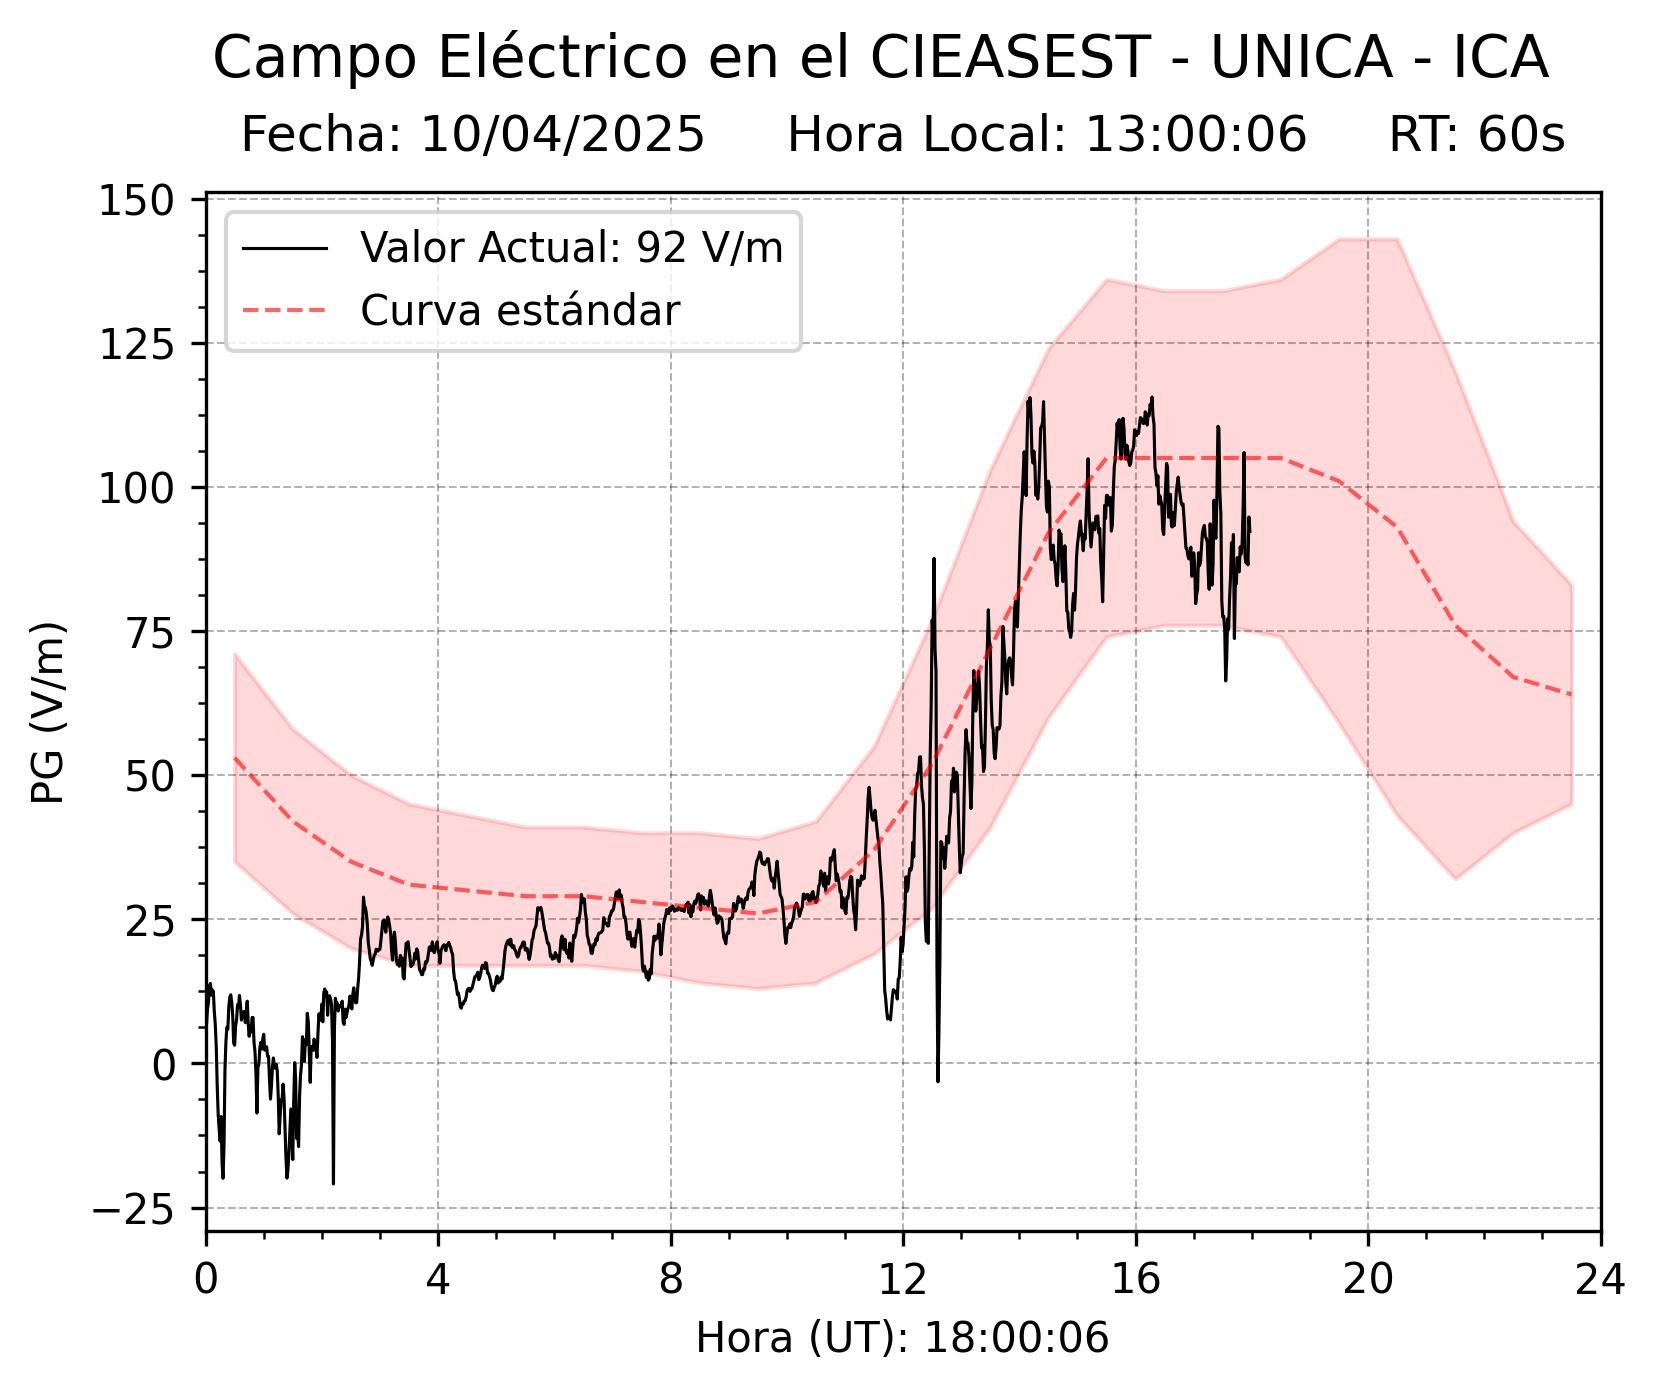 Campo Eléctrico en el CIEASEST - UNICA - ICA
Fecha: 10/04/2025 Hora Local: 13:00:06 RT: 60s
Valor Actual: 92 V/m
Curva estándar
PG (V/m)
150
125
100
75
50
25
0
−25
0 4 8 12 16 20 24
Hora (UT): 18:00:06